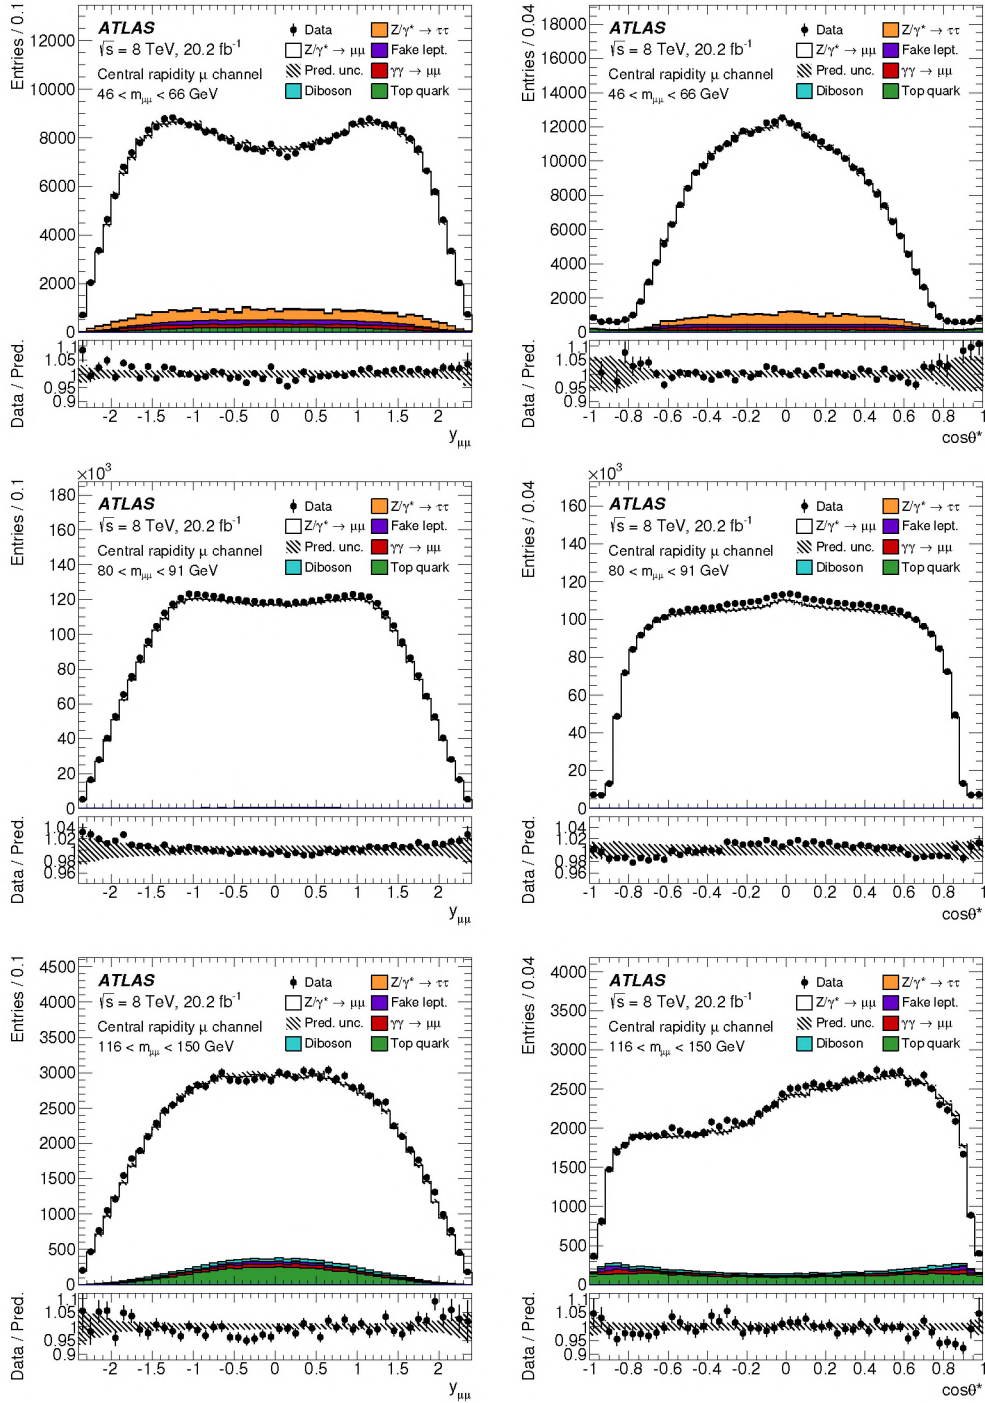 ATLAS
√s = 8 TeV, 20.2 fb⁻¹
Central rapidity μ channel
46 < m_μμ < 66 GeV
Data
Z/γ* → μμ
Pred. unc.
Diboson
Z/γ* → ττ
Fake lept.
γγ → μμ
Top quark
Entries / 0.1
12000
10000
8000
6000
4000
2000
0
Data / Pred.
1.1
1.05
1
0.95
0.9
-2 -1.5 -1 -0.5 0 0.5 1 1.5 2
y_μμ
ATLAS
√s = 8 TeV, 20.2 fb⁻¹
Central rapidity μ channel
46 < m_μμ < 66 GeV
Data
Z/γ* → μμ
Pred. unc.
Diboson
Z/γ* → ττ
Fake lept.
γγ → μμ
Top quark
Entries / 0.04
18000
16000
14000
12000
10000
8000
6000
4000
2000
0
Data / Pred.
1.1
1.05
1
0.95
0.9
-1 -0.8 -0.6 -0.4 -0.2 0 0.2 0.4 0.6 0.8 1
cosθ*
×10³
ATLAS
√s = 8 TeV, 20.2 fb⁻¹
Central rapidity μ channel
80 < m_μμ < 91 GeV
Data
Z/γ* → μμ
Pred. unc.
Diboson
Z/γ* → ττ
Fake lept.
γγ → μμ
Top quark
Entries / 0.1
180
160
140
120
100
80
60
40
20
0
Data / Pred.
1.04
1.02
1
0.98
0.96
-2 -1.5 -1 -0.5 0 0.5 1 1.5 2
y_μμ
×10³
ATLAS
√s = 8 TeV, 20.2 fb⁻¹
Central rapidity μ channel
80 < m_μμ < 91 GeV
Data
Z/γ* → μμ
Pred. unc.
Diboson
Z/γ* → ττ
Fake lept.
γγ → μμ
Top quark
Entries / 0.04
160
140
120
100
80
60
40
20
0
Data / Pred.
1.04
1.02
1
0.98
0.96
-1 -0.8 -0.6 -0.4 -0.2 0 0.2 0.4 0.6 0.8 1
cosθ*
ATLAS
√s = 8 TeV, 20.2 fb⁻¹
Central rapidity μ channel
116 < m_μμ < 150 GeV
Data
Z/γ* → μμ
Pred. unc.
Diboson
Z/γ* → ττ
Fake lept.
γγ → μμ
Top quark
Entries / 0.1
4500
4000
3500
3000
2500
2000
1500
1000
500
0
Data / Pred.
1.1
1.05
1
0.95
0.9
-2 -1.5 -1 -0.5 0 0.5 1 1.5 2
y_μμ
ATLAS
√s = 8 TeV, 20.2 fb⁻¹
Central rapidity μ channel
116 < m_μμ < 150 GeV
Data
Z/γ* → μμ
Pred. unc.
Diboson
Z/γ* → ττ
Fake lept.
γγ → μμ
Top quark
Entries / 0.04
4000
3500
3000
2500
2000
1500
1000
500
0
Data / Pred.
1.1
1.05
1
0.95
0.9
-1 -0.8 -0.6 -0.4 -0.2 0 0.2 0.4 0.6 0.8 1
cosθ*